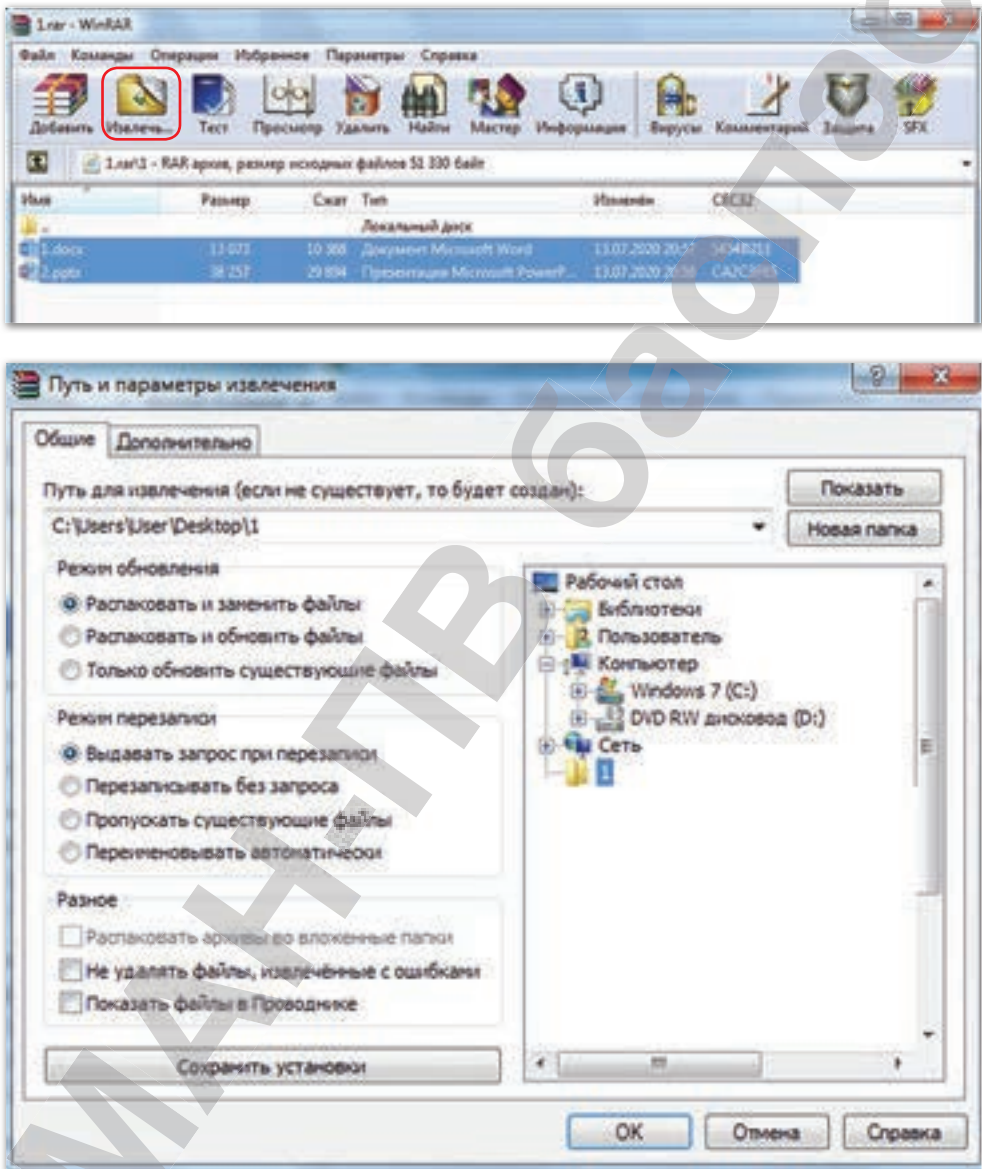 1.rar - WinRAR
Файл Команды Операции Избранное Параметры Справка
Добавить Извлечь... Тест Просмотр Удалить Найти Мастер Информация Вирусы Комментарий Защита SFX
1.rar\1 - RAR архив, размер исходных файлов 51 330 байт
Имя Размер Сжат Тип Изменён CRC32
.. Локальный диск
1.docx 13 073 10 368 Документ Microsoft Word 13.07.2020 20:57
2.pptx 38 257 29 894 Презентация Microsoft PowerP... 13.07.2020
Путь и параметры извлечения
Общие Дополнительно
Путь для извлечения (если не существует, то будет создан):
Показать
C:\Users\User\Desktop\1
Новая папка
Режим обновления
Распаковать и заменить файлы
Распаковать и обновить файлы
Только обновить существующие файлы
Режим перезаписи
Выдавать запрос при перезаписи
Перезаписывать без запроса
Пропускать существующие файлы
Переименовывать автоматически
Разное
Распаковать архивы во вложенные папки
Не удалять файлы, извлечённые с ошибками
Показать файлы в Проводнике
Сохранить установки
Рабочий стол
Библиотеки
Пользователь
Компьютер
Windows 7 (C:)
DVD RW дисковод (D:)
Сеть
1
OK Отмена Справка
МАН-ПВ баспас